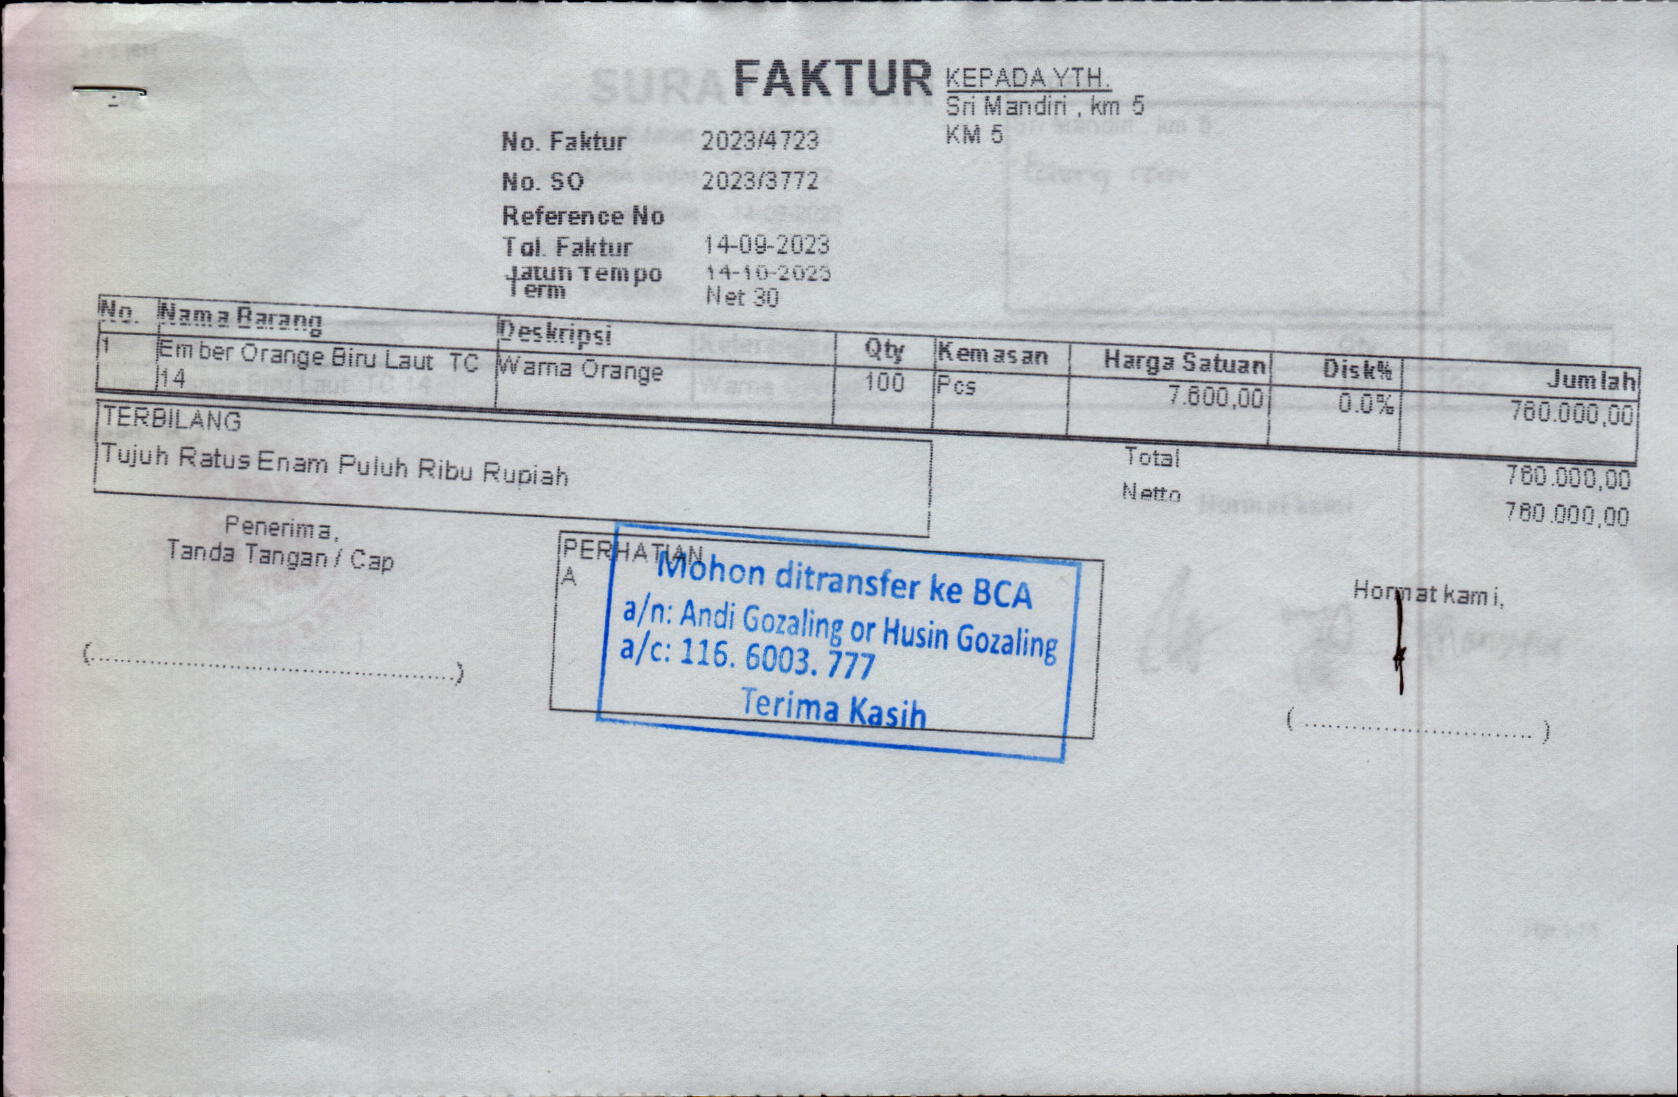 FAKTUR
KEPADA YTH.
Sri Mandiri , km 5
KM 5
No. Faktur 2023/4723
No. SO 2023/3772
Reference No
Tgl. Faktur 14-09-2023
Jatuh Tempo 14-10-2023
Term Net 30
No. Nama Barang Deskripsi Qty Kemasan Harga Satuan Disk% Jumlah
1 Ember Orange Biru Laut TC 14 Warna Orange 100 Pcs 7.600,00 0.0% 760.000,00
TERBILANG
Tujuh Ratus Enam Puluh Ribu Rupiah
Total 760.000,00
Netto 760.000,00
Penerima,
Tanda Tangan / Cap
(..........................................)
PERHATIAN
A
Mohon ditransfer ke BCA
a/n: Andi Gozaling or Husin Gozaling
a/c: 116. 6003. 777
Terima Kasih
Hormat kami,
( ............................ )